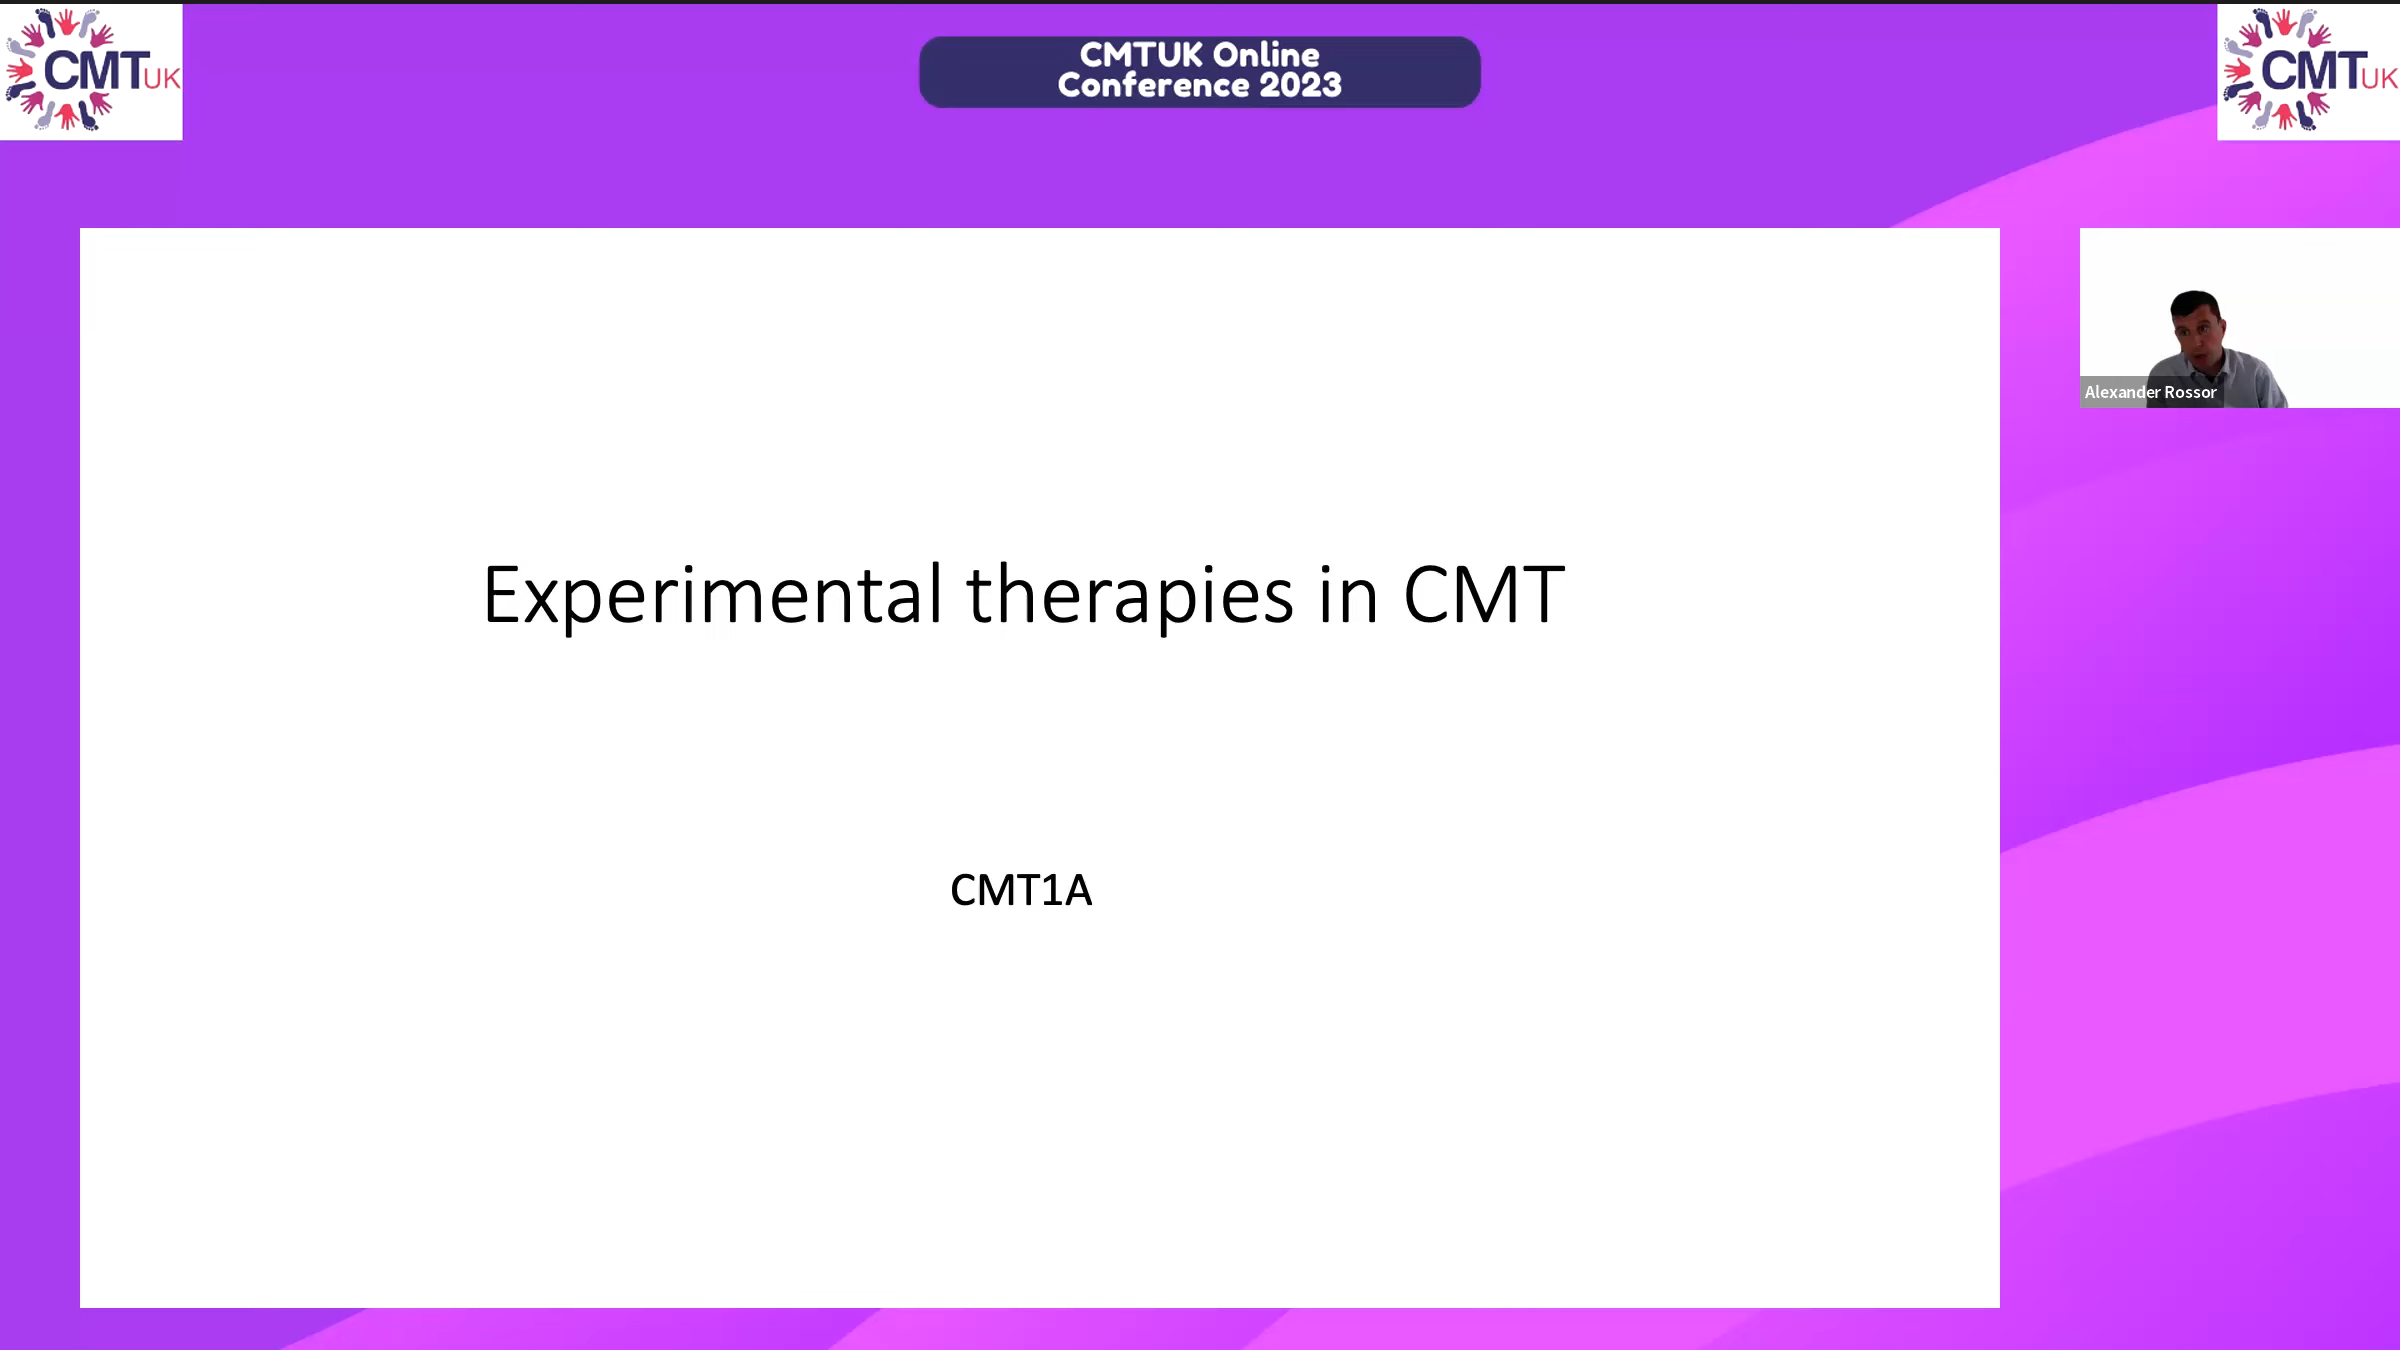 CMTUK
CMTUK Online
Conference 2023
CMTUK
Experimental therapies in CMT
Alexander Rossor
CMT1A